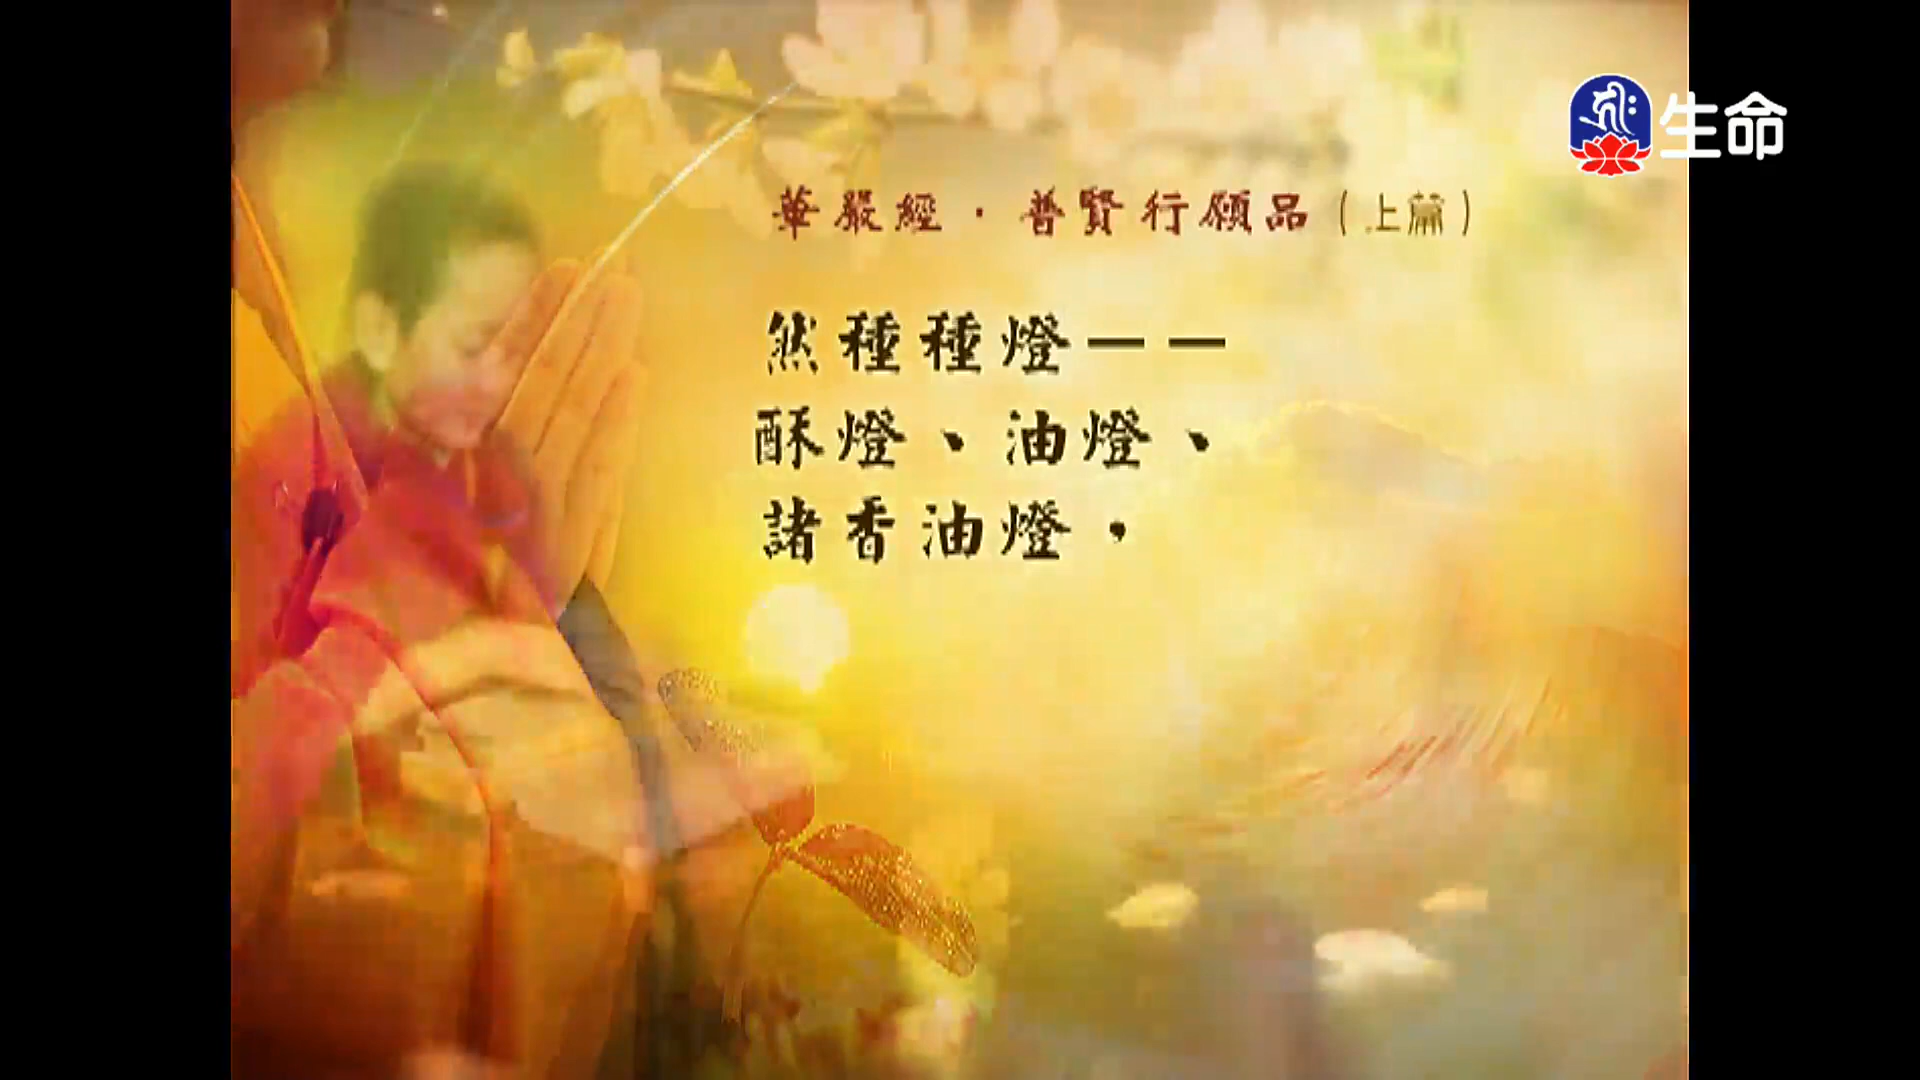 生命
華嚴經·普賢行願品(上篇)
然種種燈——
酥燈、油燈、
諸香油燈·